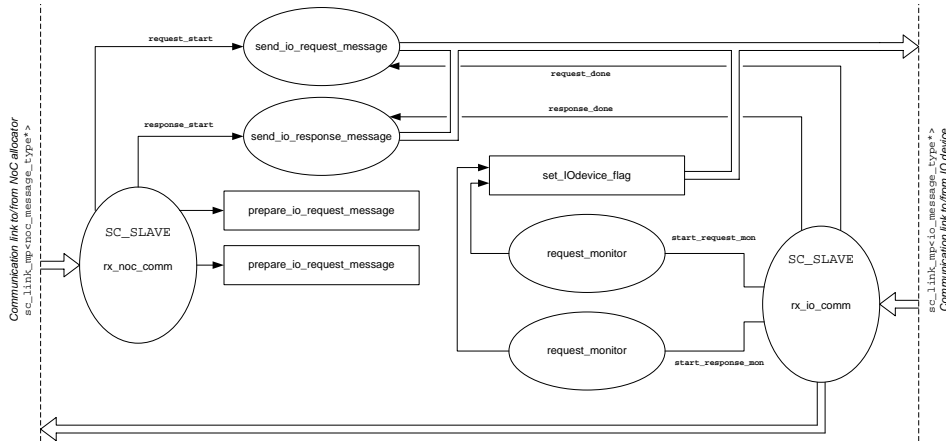 request_start
send_io_request_message
request_done
response_done
response_start
send_io_response_message
set_IOdevice_flag
prepare_io_request_message
SC_SLAVE
rx_noc_comm
prepare_io_request_message
request_monitor
start_request_mon
SC_SLAVE
rx_io_comm
request_monitor
start_response_mon
Communication link to/from NoC allocator
sc_link_mp<noc_message_type*>
sc_link_mp<io_message_type*>
Communication link to/from IO device